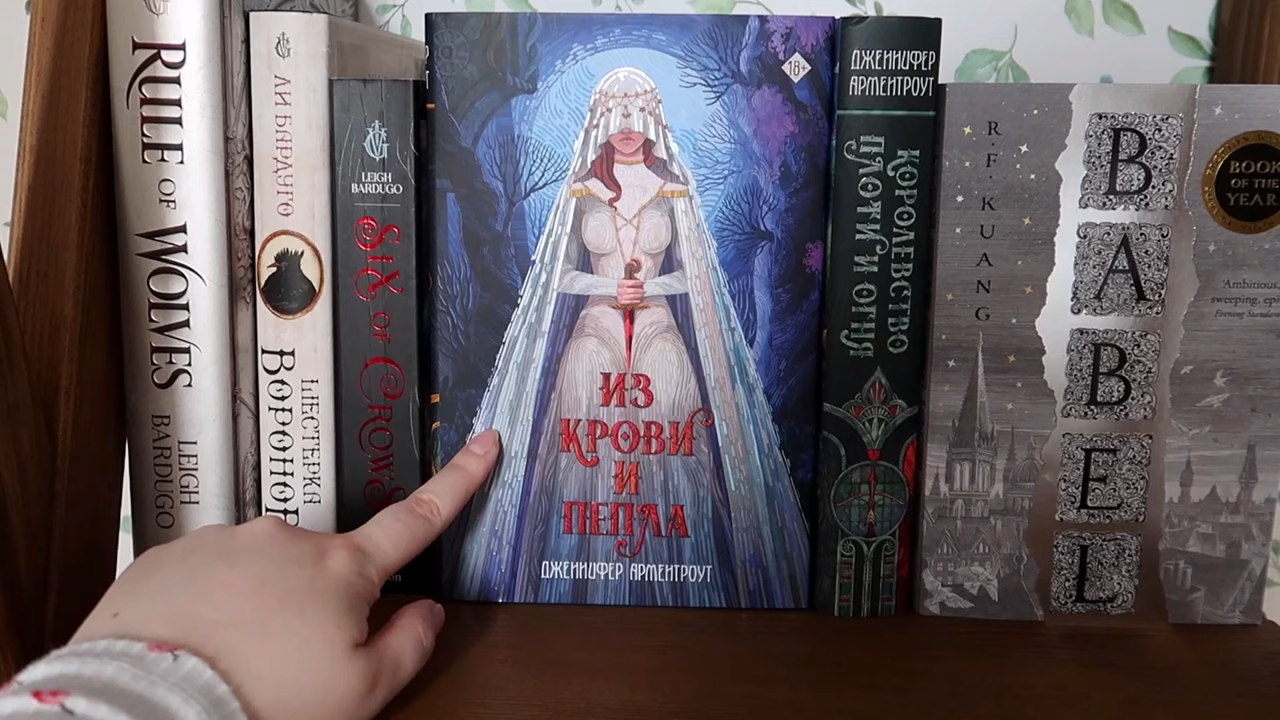 RULE OF WOLVES
LEIGH BARDUGO
ЛИ БАРДУГО
ШЕСТЕРКА
ВОРОНОВ
LEIGH
BARDUGO
SIX OF CROWS
18+
ИЗ
КРОВИ
И
ПЕПЛА
ДЖЕННИФЕР АРМЕНТРОУТ
ДЖЕННИФЕР
АРМЕНТРОУТ
КОРОЛЕВСТВО
ПЛОТИ И ОГНЯ
R.F. KUANG
BABEL
BOOK
OF THE
YEAR
'Ambitious,
sweeping, epi
Evening Standard